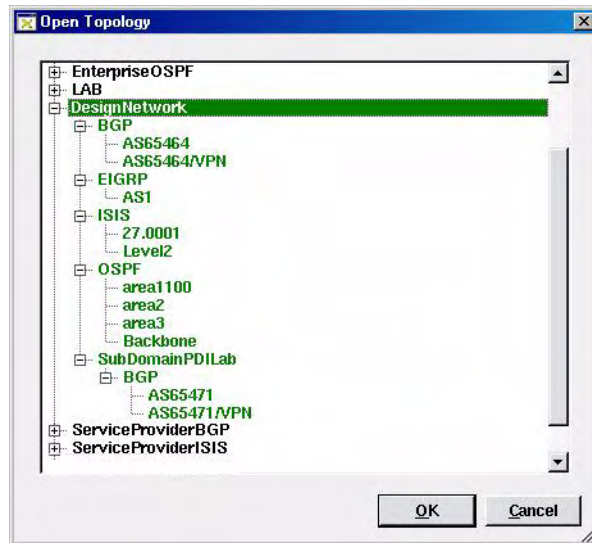 Open Topology
EnterpriseOSPF
LAB
DesignNetwork
BGP
AS65464
AS65464/VPN
EIGRP
AS1
ISIS
27.0001
Level2
OSPF
area1100
area2
area3
Backbone
SubDomainPDILab
BGP
AS65471
AS65471/VPN
ServiceProviderBGP
ServiceProviderISIS
OK
Cancel